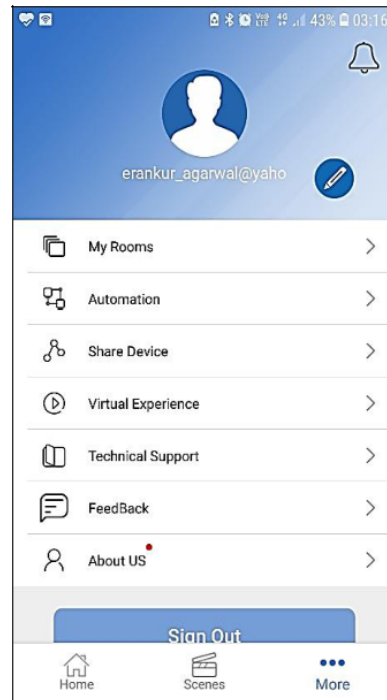 43% 03:16
erankur_agarwal@yaho
My Rooms
Automation
Share Device
Virtual Experience
Technical Support
FeedBack
About US
Sign Out
Home Scenes More